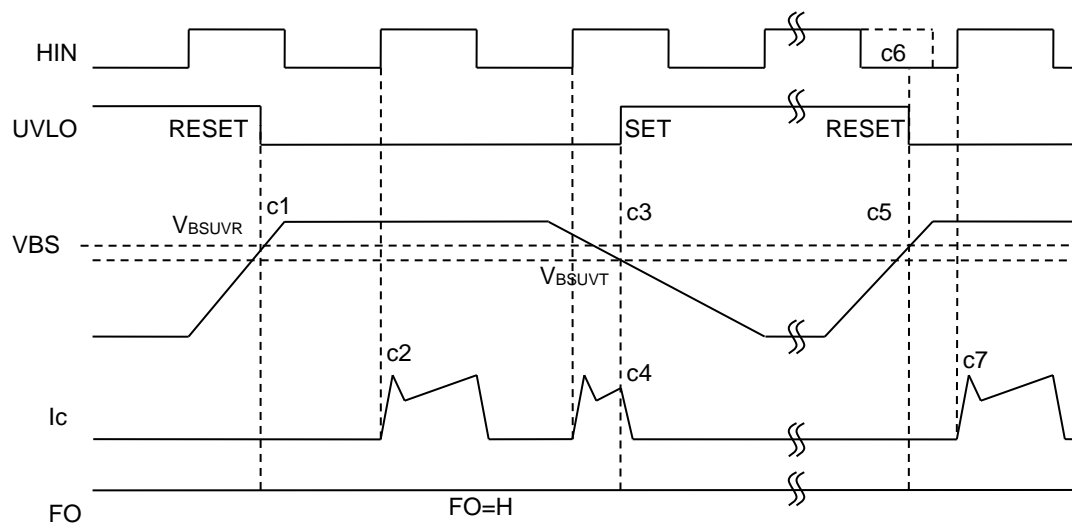 HIN
c6
UVLO
RESET
SET
RESET
c1
c3
c5
VBSUVR
VBS
VBSUVT
c2
c4
c7
Ic
FO
FO=H